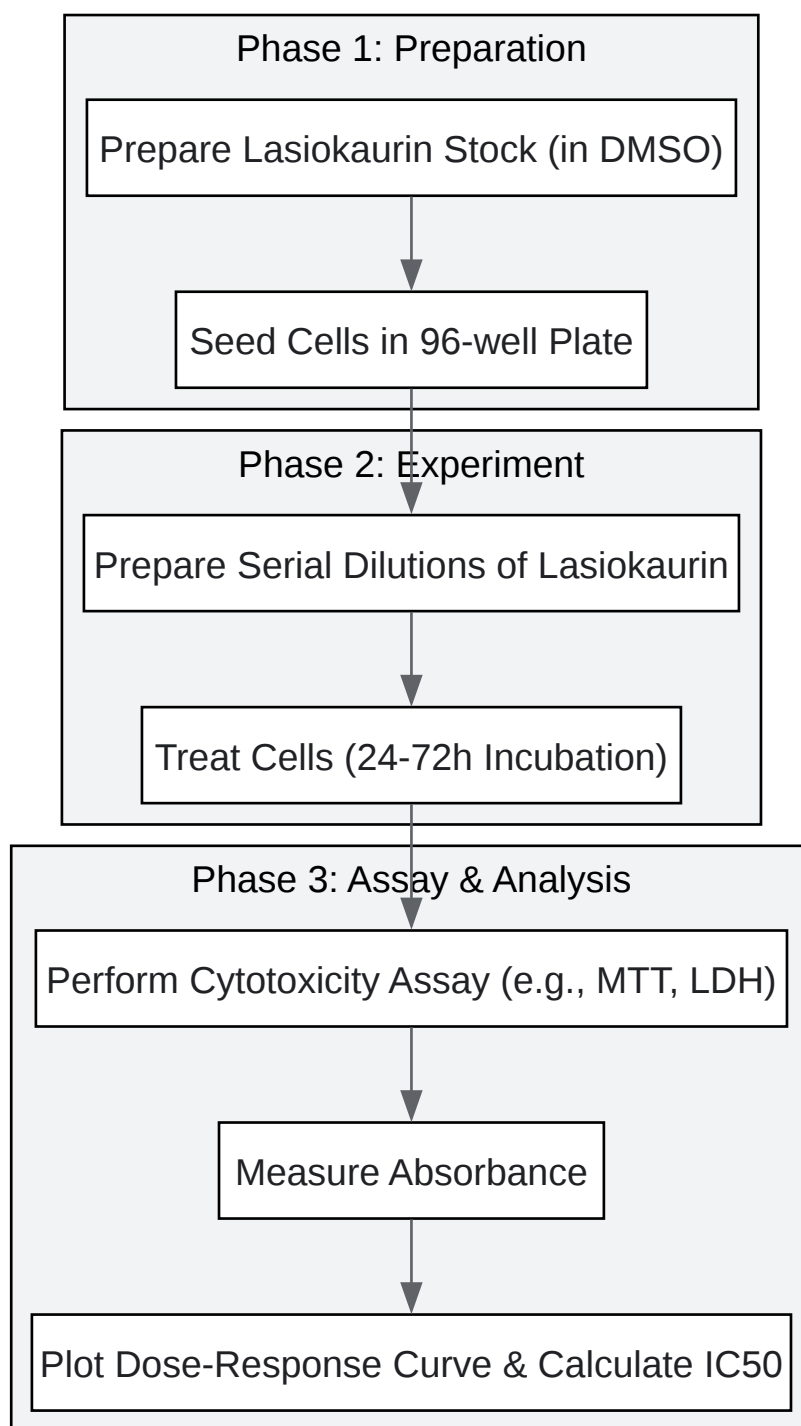 Phase 1: Preparation
Prepare Lasiokaurin Stock (in DMSO)
Seed Cells in 96-well Plate
Phase 2: Experiment
Prepare Serial Dilutions of Lasiokaurin
Treat Cells (24-72h Incubation)
Phase 3: Assay & Analysis
Perform Cytotoxicity Assay (e.g., MTT, LDH)
Measure Absorbance
Plot Dose-Response Curve & Calculate IC50